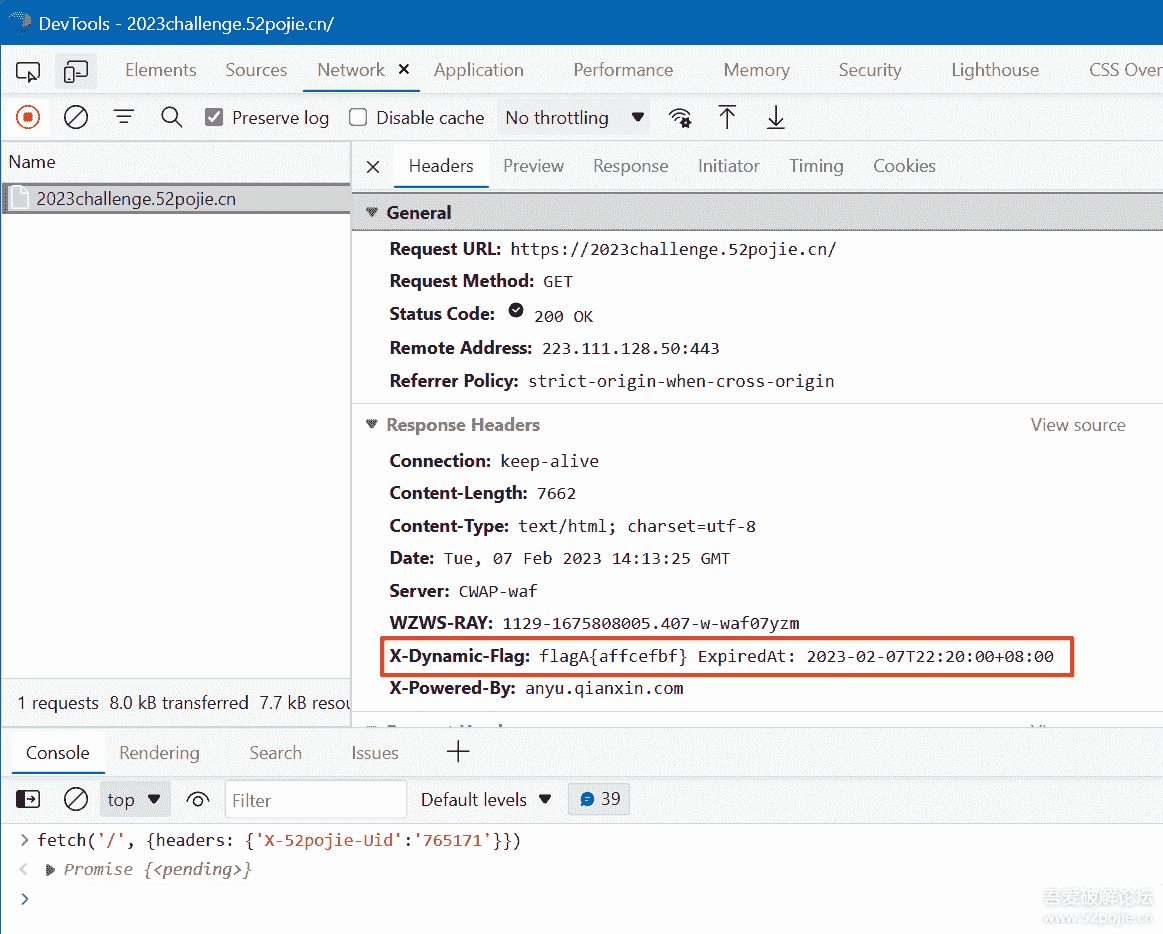 DevTools - 2023challenge.52pojie.cn/
Elements Sources Network × Application Performance Memory Security Lighthouse CSS Over
Preserve log Disable cache No throttling
Name
2023challenge.52pojie.cn
Headers Preview Response Initiator Timing Cookies
General
Request URL: https://2023challenge.52pojie.cn/
Request Method: GET
Status Code: 200 OK
Remote Address: 223.111.128.50:443
Referrer Policy: strict-origin-when-cross-origin
Response Headers View source
Connection: keep-alive
Content-Length: 7662
Content-Type: text/html; charset=utf-8
Date: Tue, 07 Feb 2023 14:13:25 GMT
Server: CWAP-waf
WZWS-RAY: 1129-1675808005.407-w-waf07yzm
X-Dynamic-Flag: flagA{affcefbf} ExpiredAt: 2023-02-07T22:20:00+08:00
X-Powered-By: anyu.qianxin.com
1 requests 8.0 kB transferred 7.7 kB resou
Console Rendering Search Issues
top Filter Default levels 39
fetch('/', {headers: {'X-52pojie-Uid':'765171'}})
Promise {<pending>}
吾爱破解论坛
www.52pojie.cn